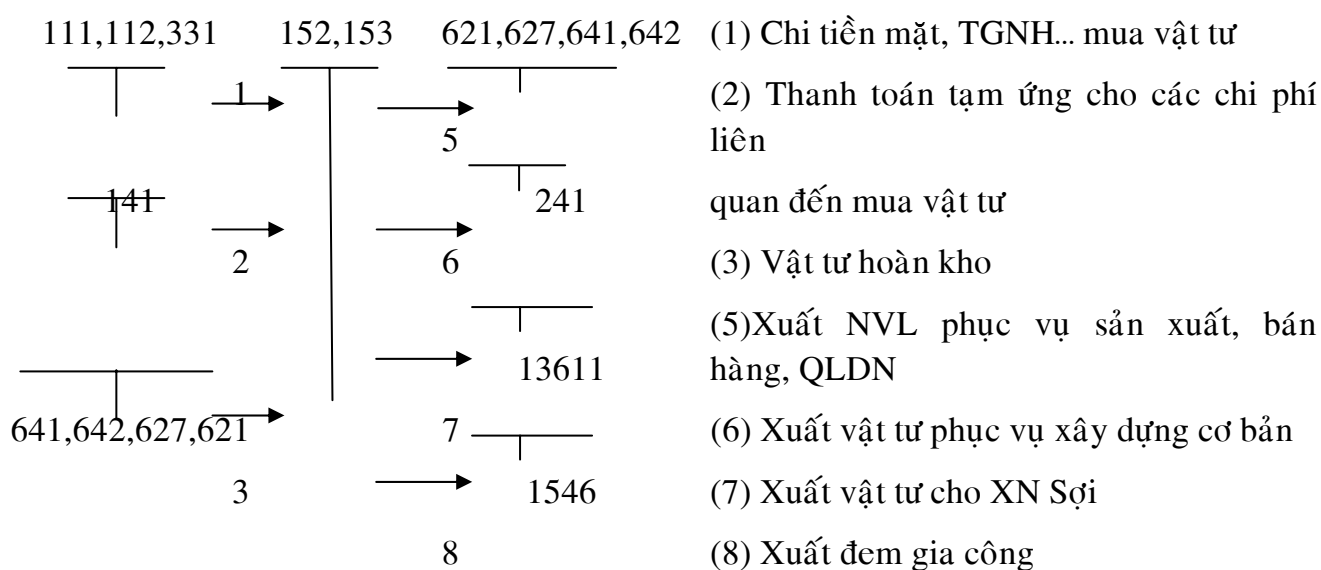 111,112,331 152,153 621,627,641,642 (1) Chi tiền mặt, TGNH... mua vật tư
1 (2) Thanh toán tạm ứng cho các chi phí
5 liên
141 241 quan đến mua vật tư
2 6 (3) Vật tư hoàn kho
(5)Xuất NVL phục vụ sản xuất, bán
13611 hàng, QLDN
641,642,627,621 7 (6) Xuất vật tư phục vụ xây dựng cơ bản
3 1546 (7) Xuất vật tư cho XN Sợi
8 (8) Xuất đem gia công